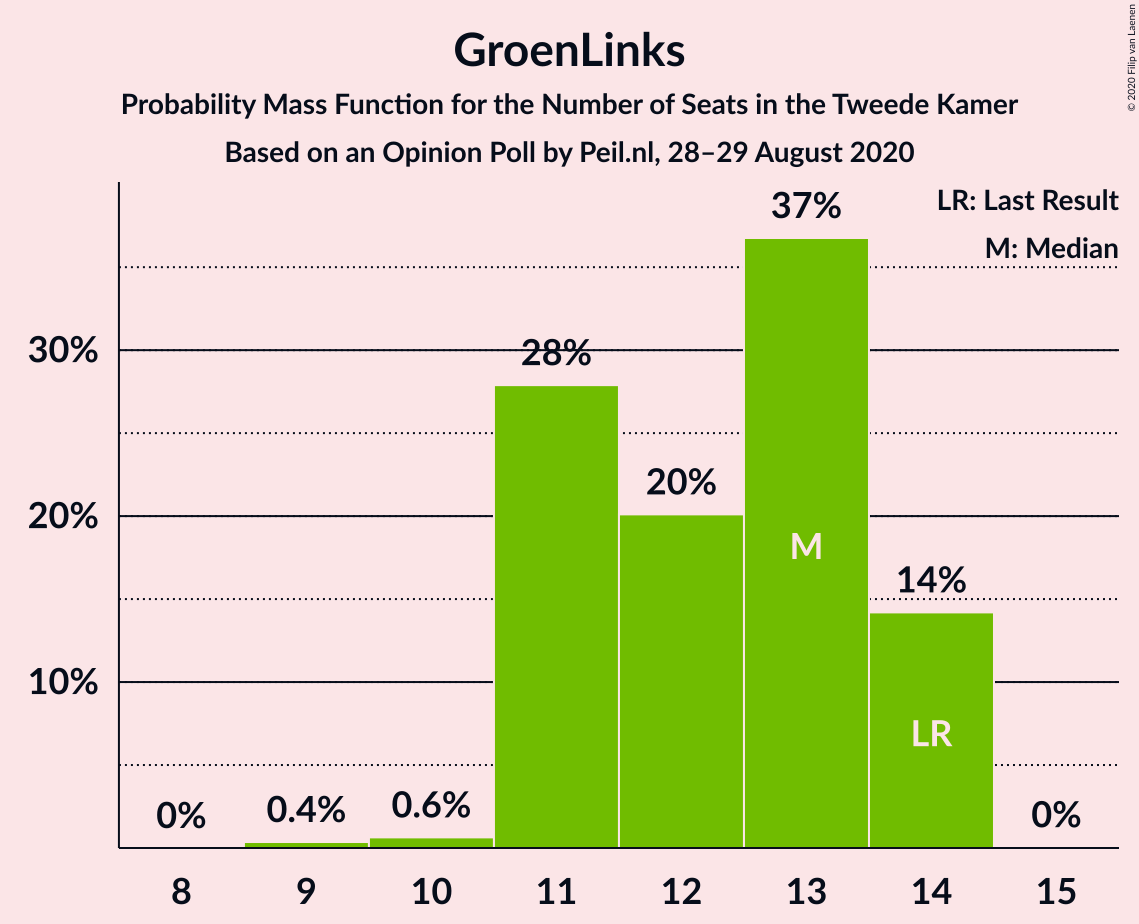 GroenLinks
Probability Mass Function for the Number of Seats in the Tweede Kamer
Based on an Opinion Poll by Peil.nl, 28–29 August 2020
© 2020 Filip van Laenen
LR: Last Result
M: Median
37%
30%
28%
20%
20%
M
14%
10%
LR
0%
0.4%
0.6%
0%
8
9
10
11
12
13
14
15